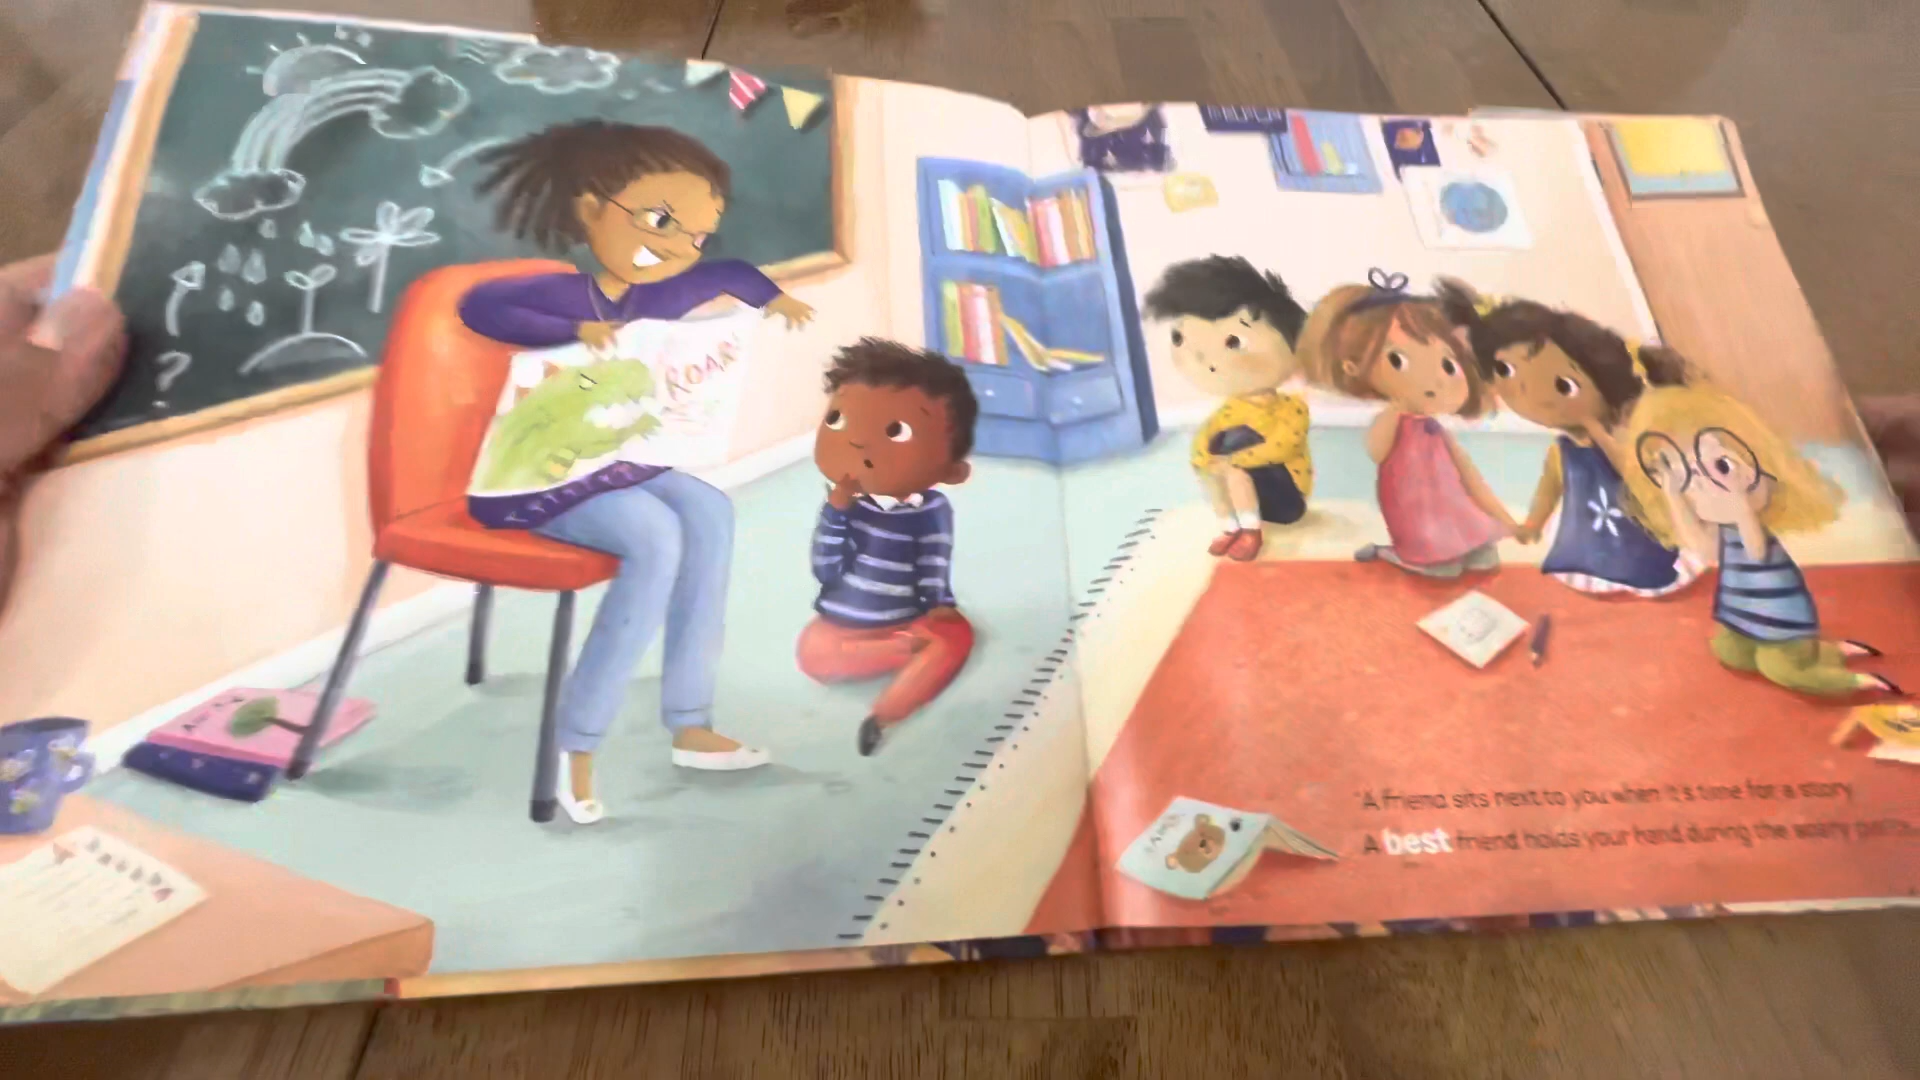 ROAR!
"A friend sits next to you when it's time for a story.
A best friend holds your hand during the scary parts.